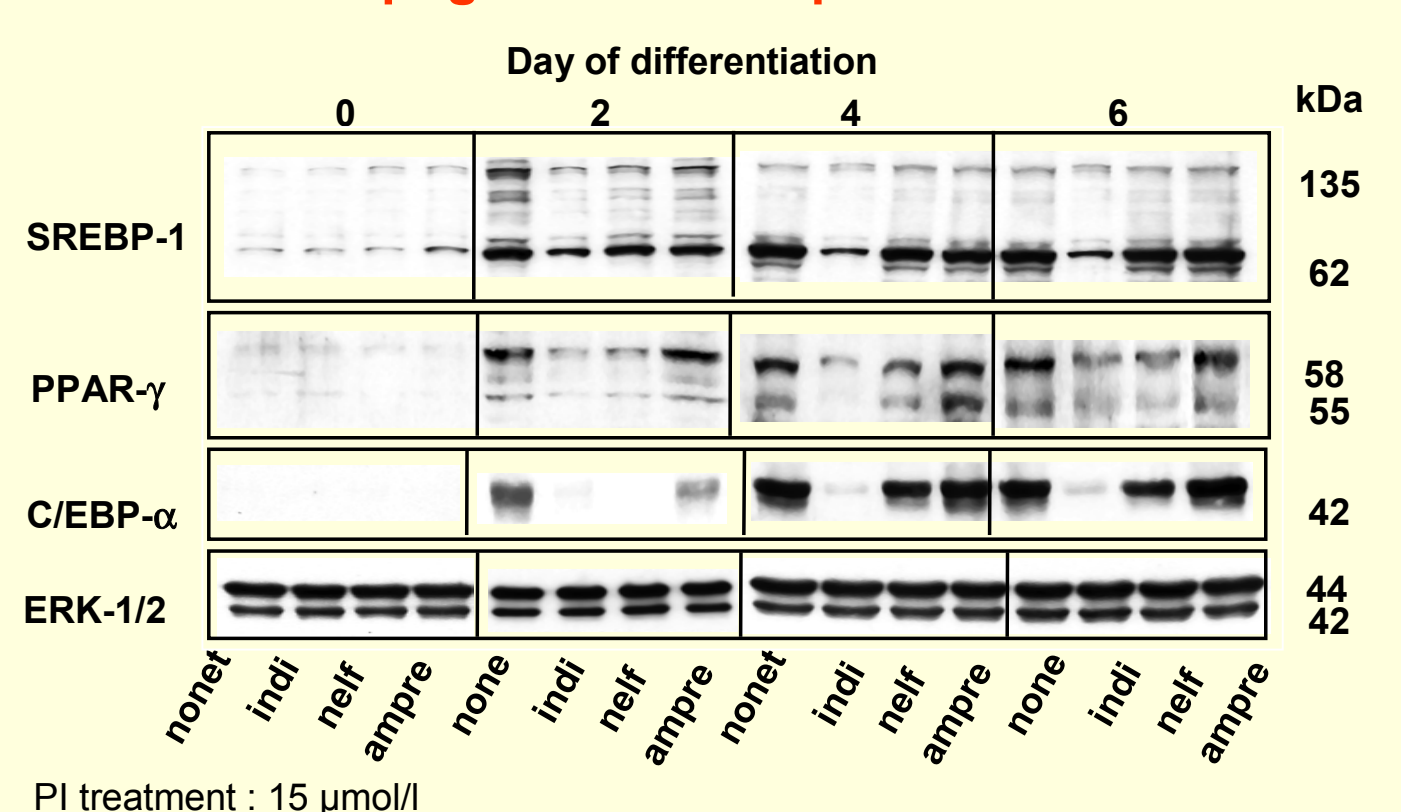 Day of differentiation
0 2 4 6 kDa
135
SREBP-1
62
58
PPAR-γ
55
C/EBP-α 42
44
ERK-1/2
42
nonet indi nelf ampre none indi nelf ampre nonet indi nelf ampre none indi nelf ampre
PI treatment : 15 µmol/l